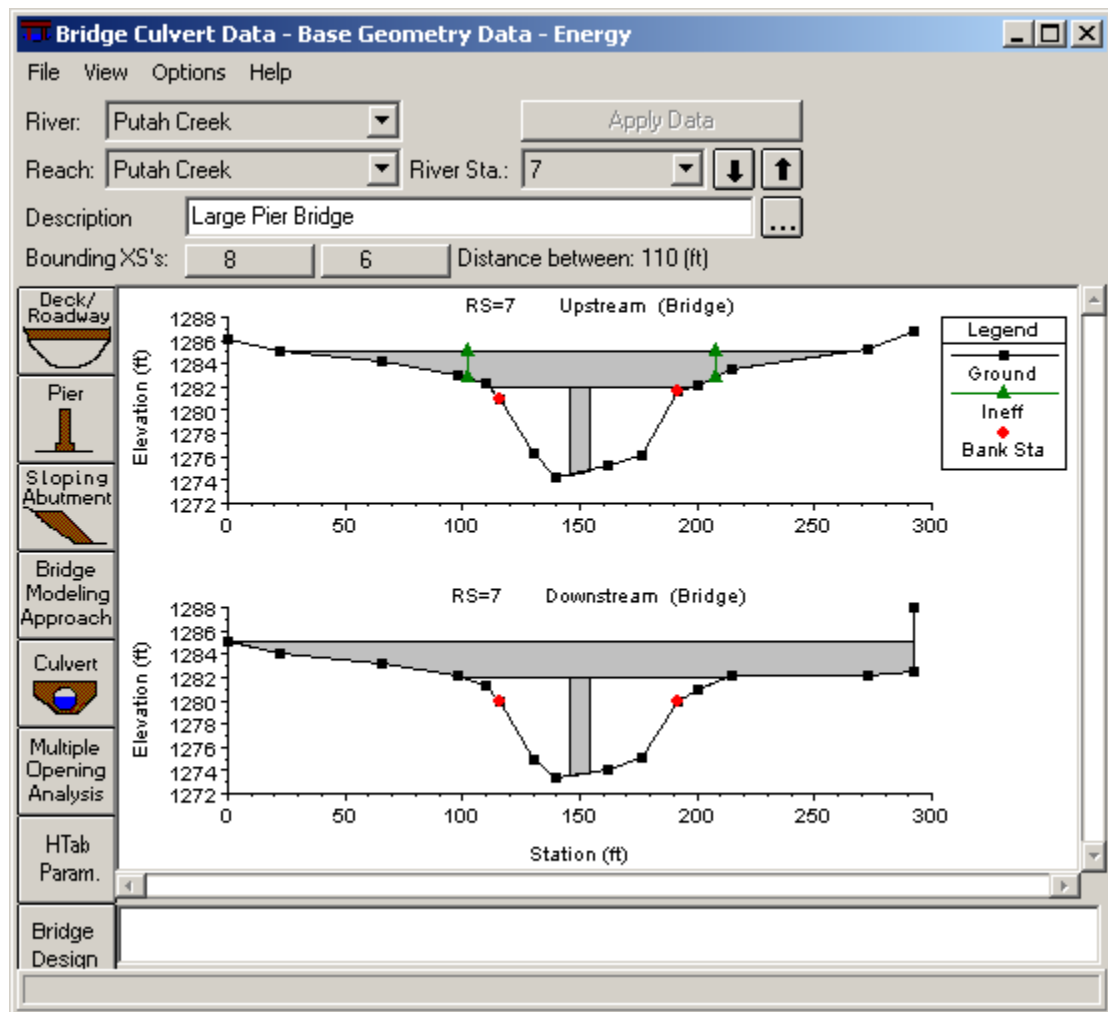 Bridge Culvert Data - Base Geometry Data - Energy
File View Options Help
River: Putah Creek Apply Data
Reach: Putah Creek River Sta.: 7
Description Large Pier Bridge ...
Bounding XS's: 8 6 Distance between: 110 (ft)
Deck/
Roadway
Pier
Sloping
Abutment
Bridge
Modeling
Approach
Culvert
Multiple
Opening
Analysis
HTab
Param.
Bridge
Design
RS=7 Upstream (Bridge)
Elevation (ft)
1288
1286
1284
1282
1280
1278
1276
1274
1272
0 50 100 150 200 250 300
Legend
Ground
Ineff
Bank Sta
RS=7 Downstream (Bridge)
Elevation (ft)
1288
1286
1284
1282
1280
1278
1276
1274
1272
0 50 100 150 200 250 300
Station (ft)